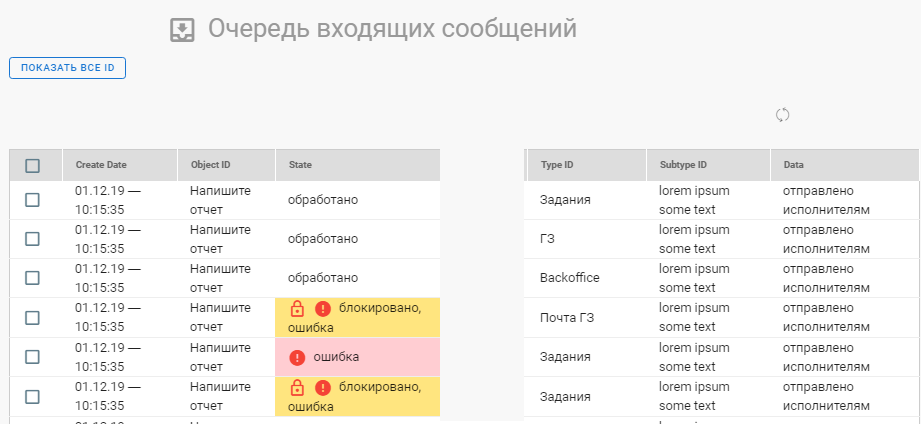 Очередь входящих сообщений
ПОКАЗАТЬ ВСЕ ID
Create Date Object ID State Type ID Subtype ID Data
01.12.19 — Напишите lorem ipsum отправлено
обработано Задания
10:15:35 отчет some text исполнителям
01.12.19 — Напишите lorem ipsum отправлено
обработано ГЗ
10:15:35 отчет some text исполнителям
01.12.19 — Напишите lorem ipsum отправлено
обработано Backoffice
10:15:35 отчет some text исполнителям
01.12.19 — Напишите блокировано, lorem ipsum отправлено
Почта ГЗ
10:15:35 отчет ошибка some text исполнителям
01.12.19 — Напишите lorem ipsum отправлено
ошибка Задания
10:15:35 отчет some text исполнителям
01.12.19 — Напишите блокировано, lorem ipsum отправлено
Задания
10:15:35 отчет ошибка some text исполнителям